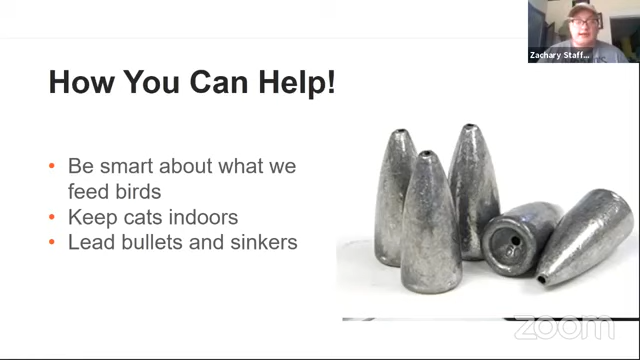 Zachary Staff...
How You Can Help!
• Be smart about what we
feed birds
• Keep cats indoors
• Lead bullets and sinkers
zoom